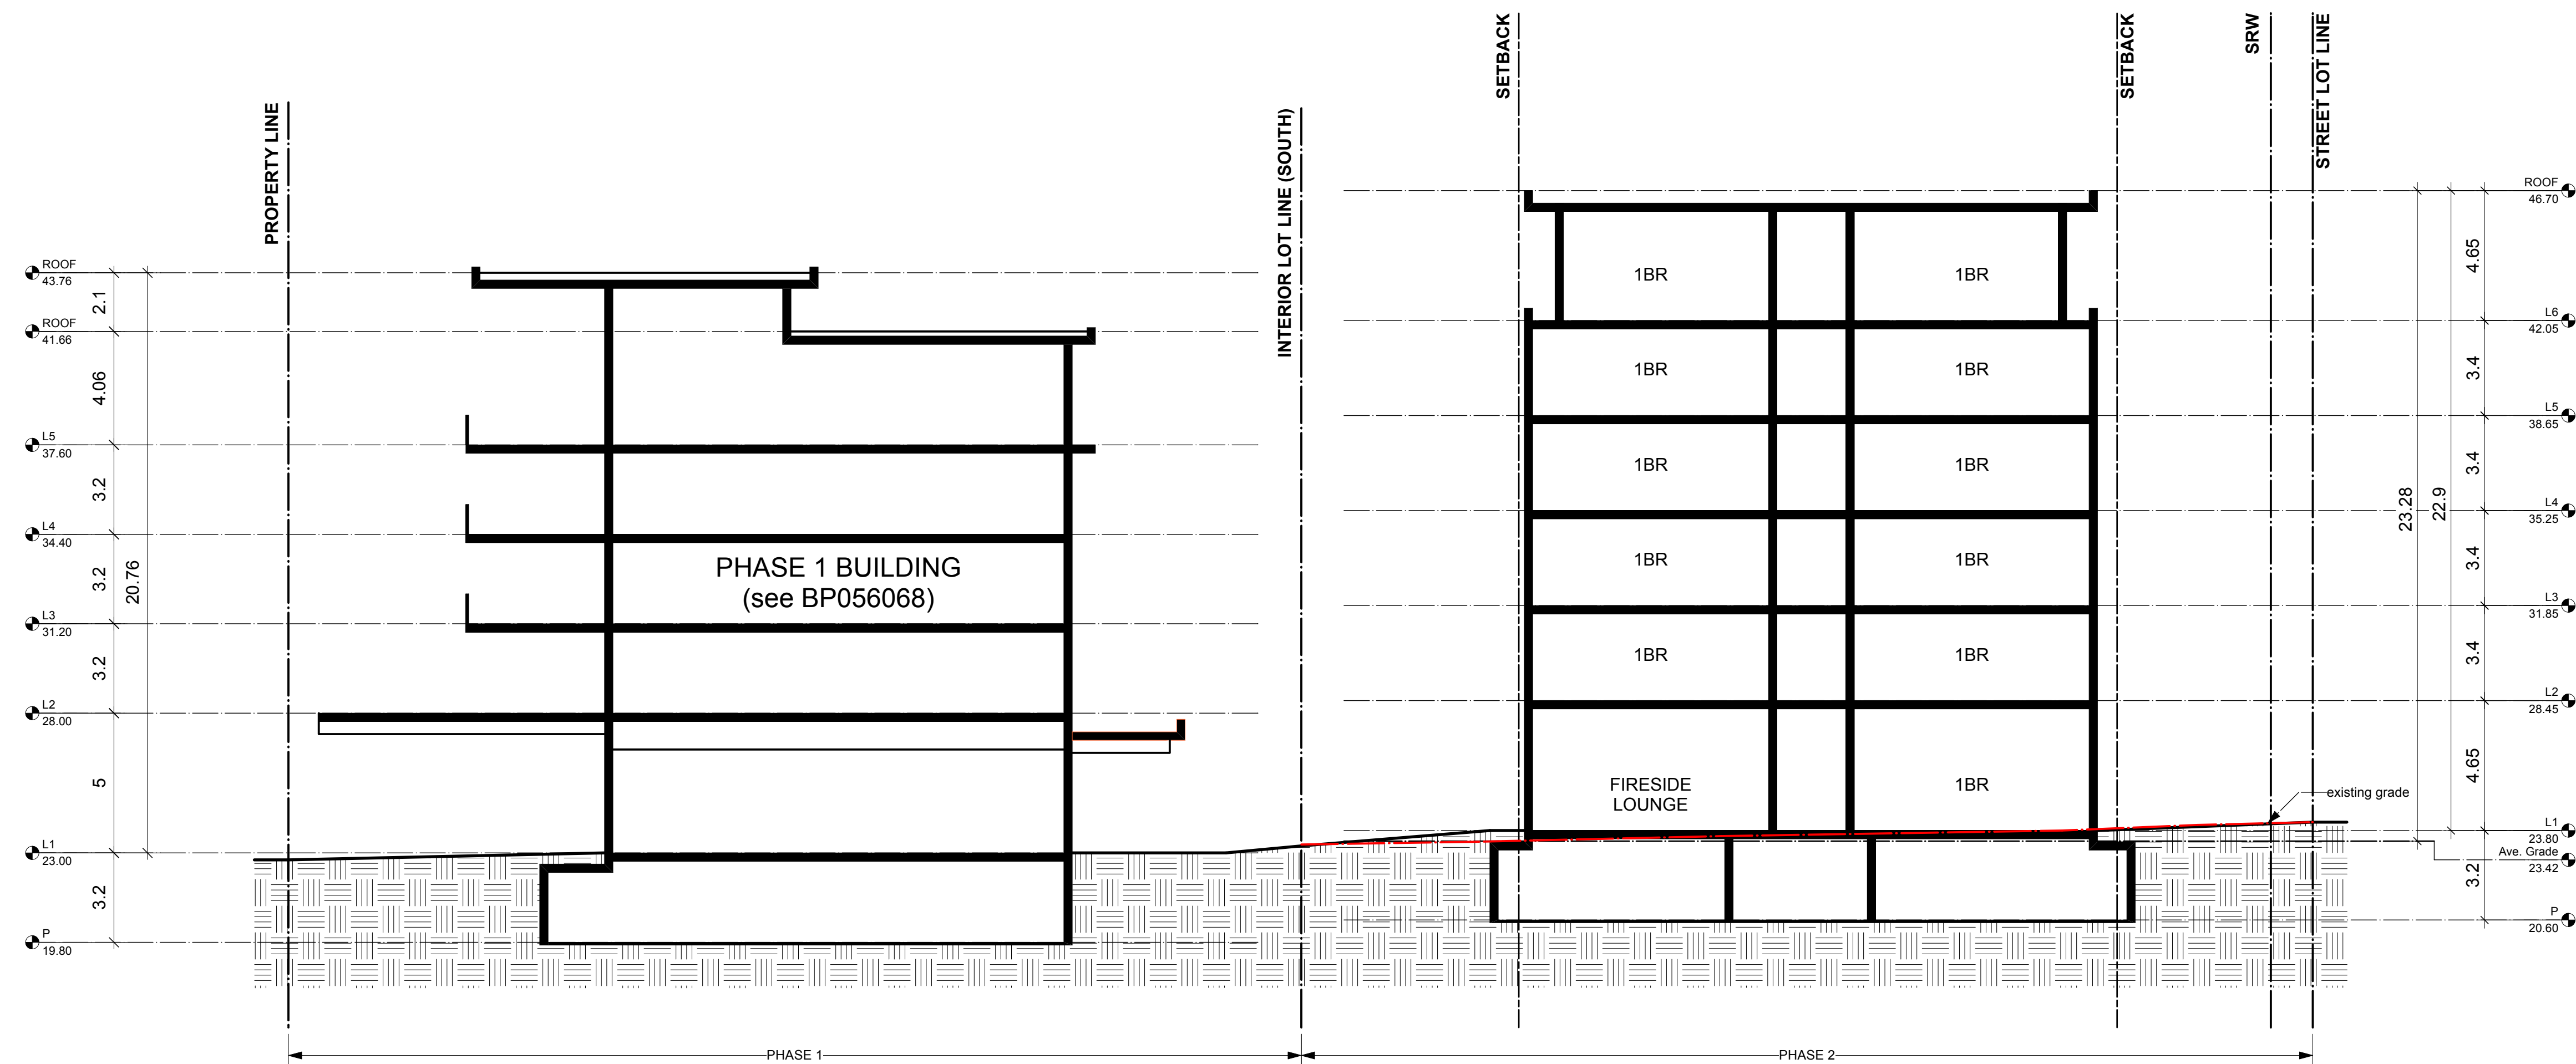 SETBACK
SETBACK
SRW
STREET LOT LINE
PROPERTY LINE
INTERIOR LOT LINE (SOUTH)
ROOF
43.76
2.1
ROOF
41.66
4.06
L5
37.60
3.2
L4
34.40
3.2
20.76
L3
31.20
3.2
L2
28.00
5
L1
23.00
3.2
P
19.80
PHASE 1 BUILDING
(see BP056068)
1BR
1BR
1BR
1BR
1BR
1BR
1BR
1BR
1BR
1BR
FIRESIDE
LOUNGE
1BR
existing grade
ROOF
46.70
4.65
L6
42.05
3.4
L5
38.65
3.4
23.28
22.9
L4
35.25
3.4
L3
31.85
3.4
L2
28.45
4.65
L1
23.80
Ave. Grade
23.42
3.2
P
20.60
PHASE 1
PHASE 2